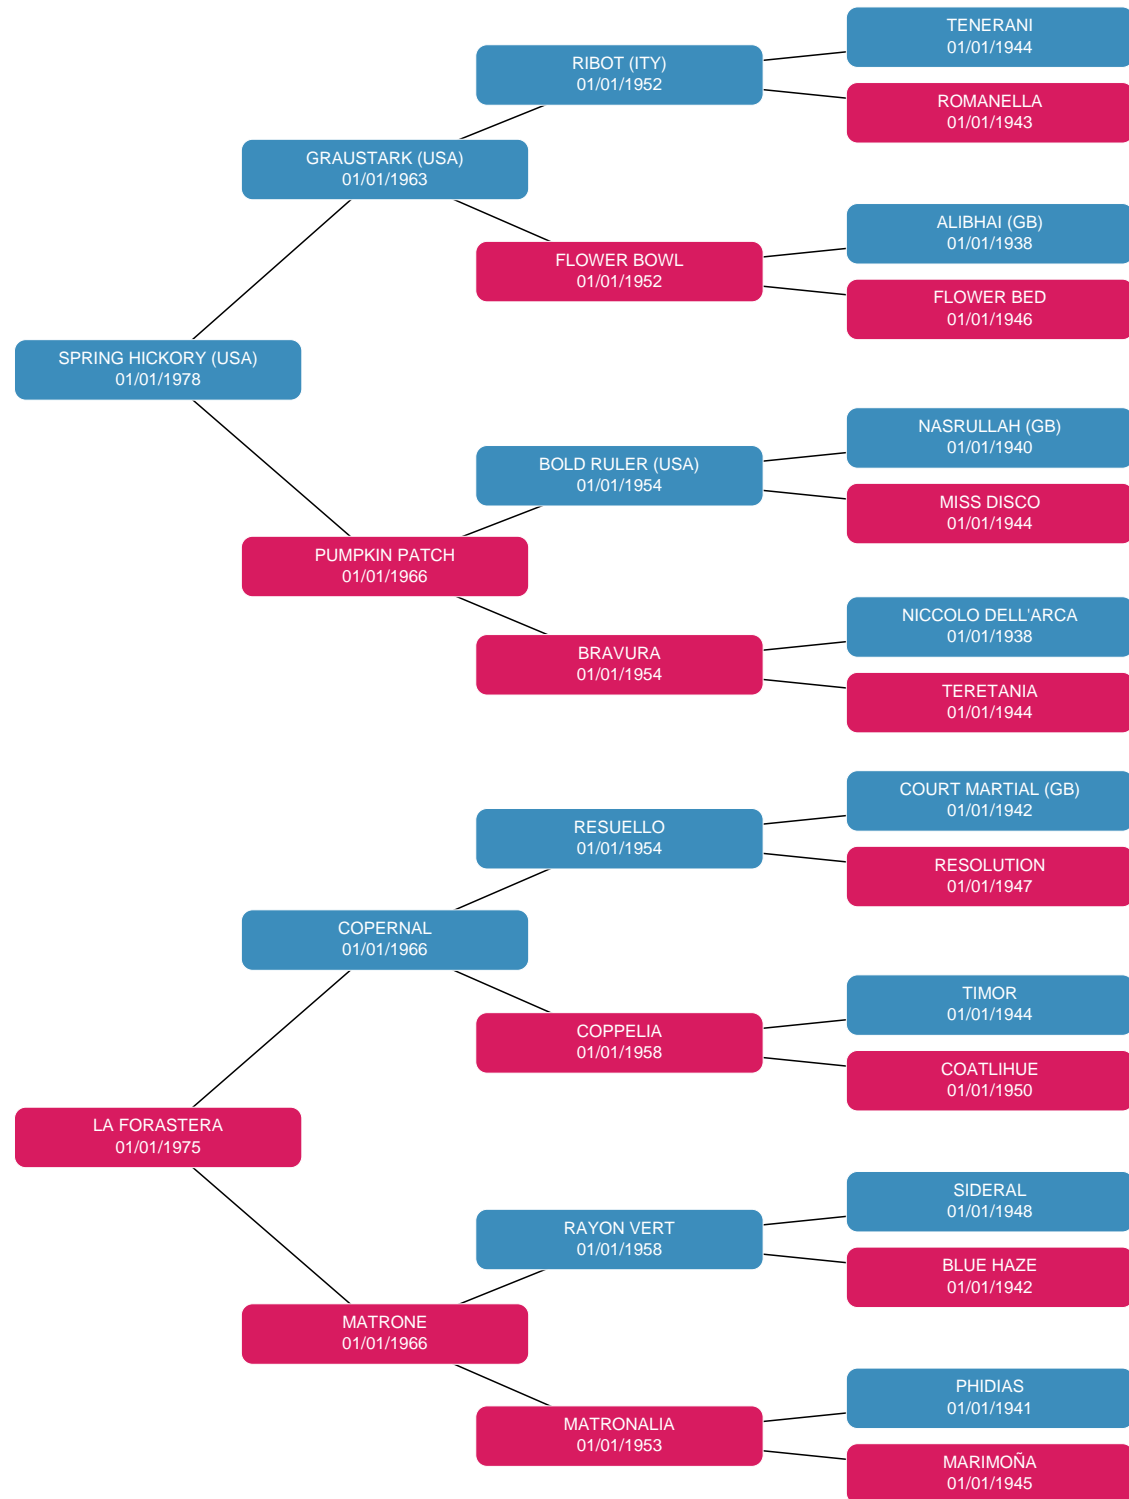 TENERANI
01/01/1944
RIBOT (ITY)
01/01/1952
ROMANELLA
01/01/1943
GRAUSTARK (USA)
01/01/1963
ALIBHAI (GB)
01/01/1938
FLOWER BOWL
01/01/1952
FLOWER BED
01/01/1946
SPRING HICKORY (USA)
01/01/1978
NASRULLAH (GB)
01/01/1940
BOLD RULER (USA)
01/01/1954
MISS DISCO
01/01/1944
PUMPKIN PATCH
01/01/1966
NICCOLO DELL'ARCA
01/01/1938
BRAVURA
01/01/1954
TERETANIA
01/01/1944
COURT MARTIAL (GB)
01/01/1942
RESUELLO
01/01/1954
RESOLUTION
01/01/1947
COPERNAL
01/01/1966
TIMOR
01/01/1944
COPPELIA
01/01/1958
COATLIHUE
01/01/1950
LA FORASTERA
01/01/1975
SIDERAL
01/01/1948
RAYON VERT
01/01/1958
BLUE HAZE
01/01/1942
MATRONE
01/01/1966
PHIDIAS
01/01/1941
MATRONALIA
01/01/1953
MARIMOÑA
01/01/1945